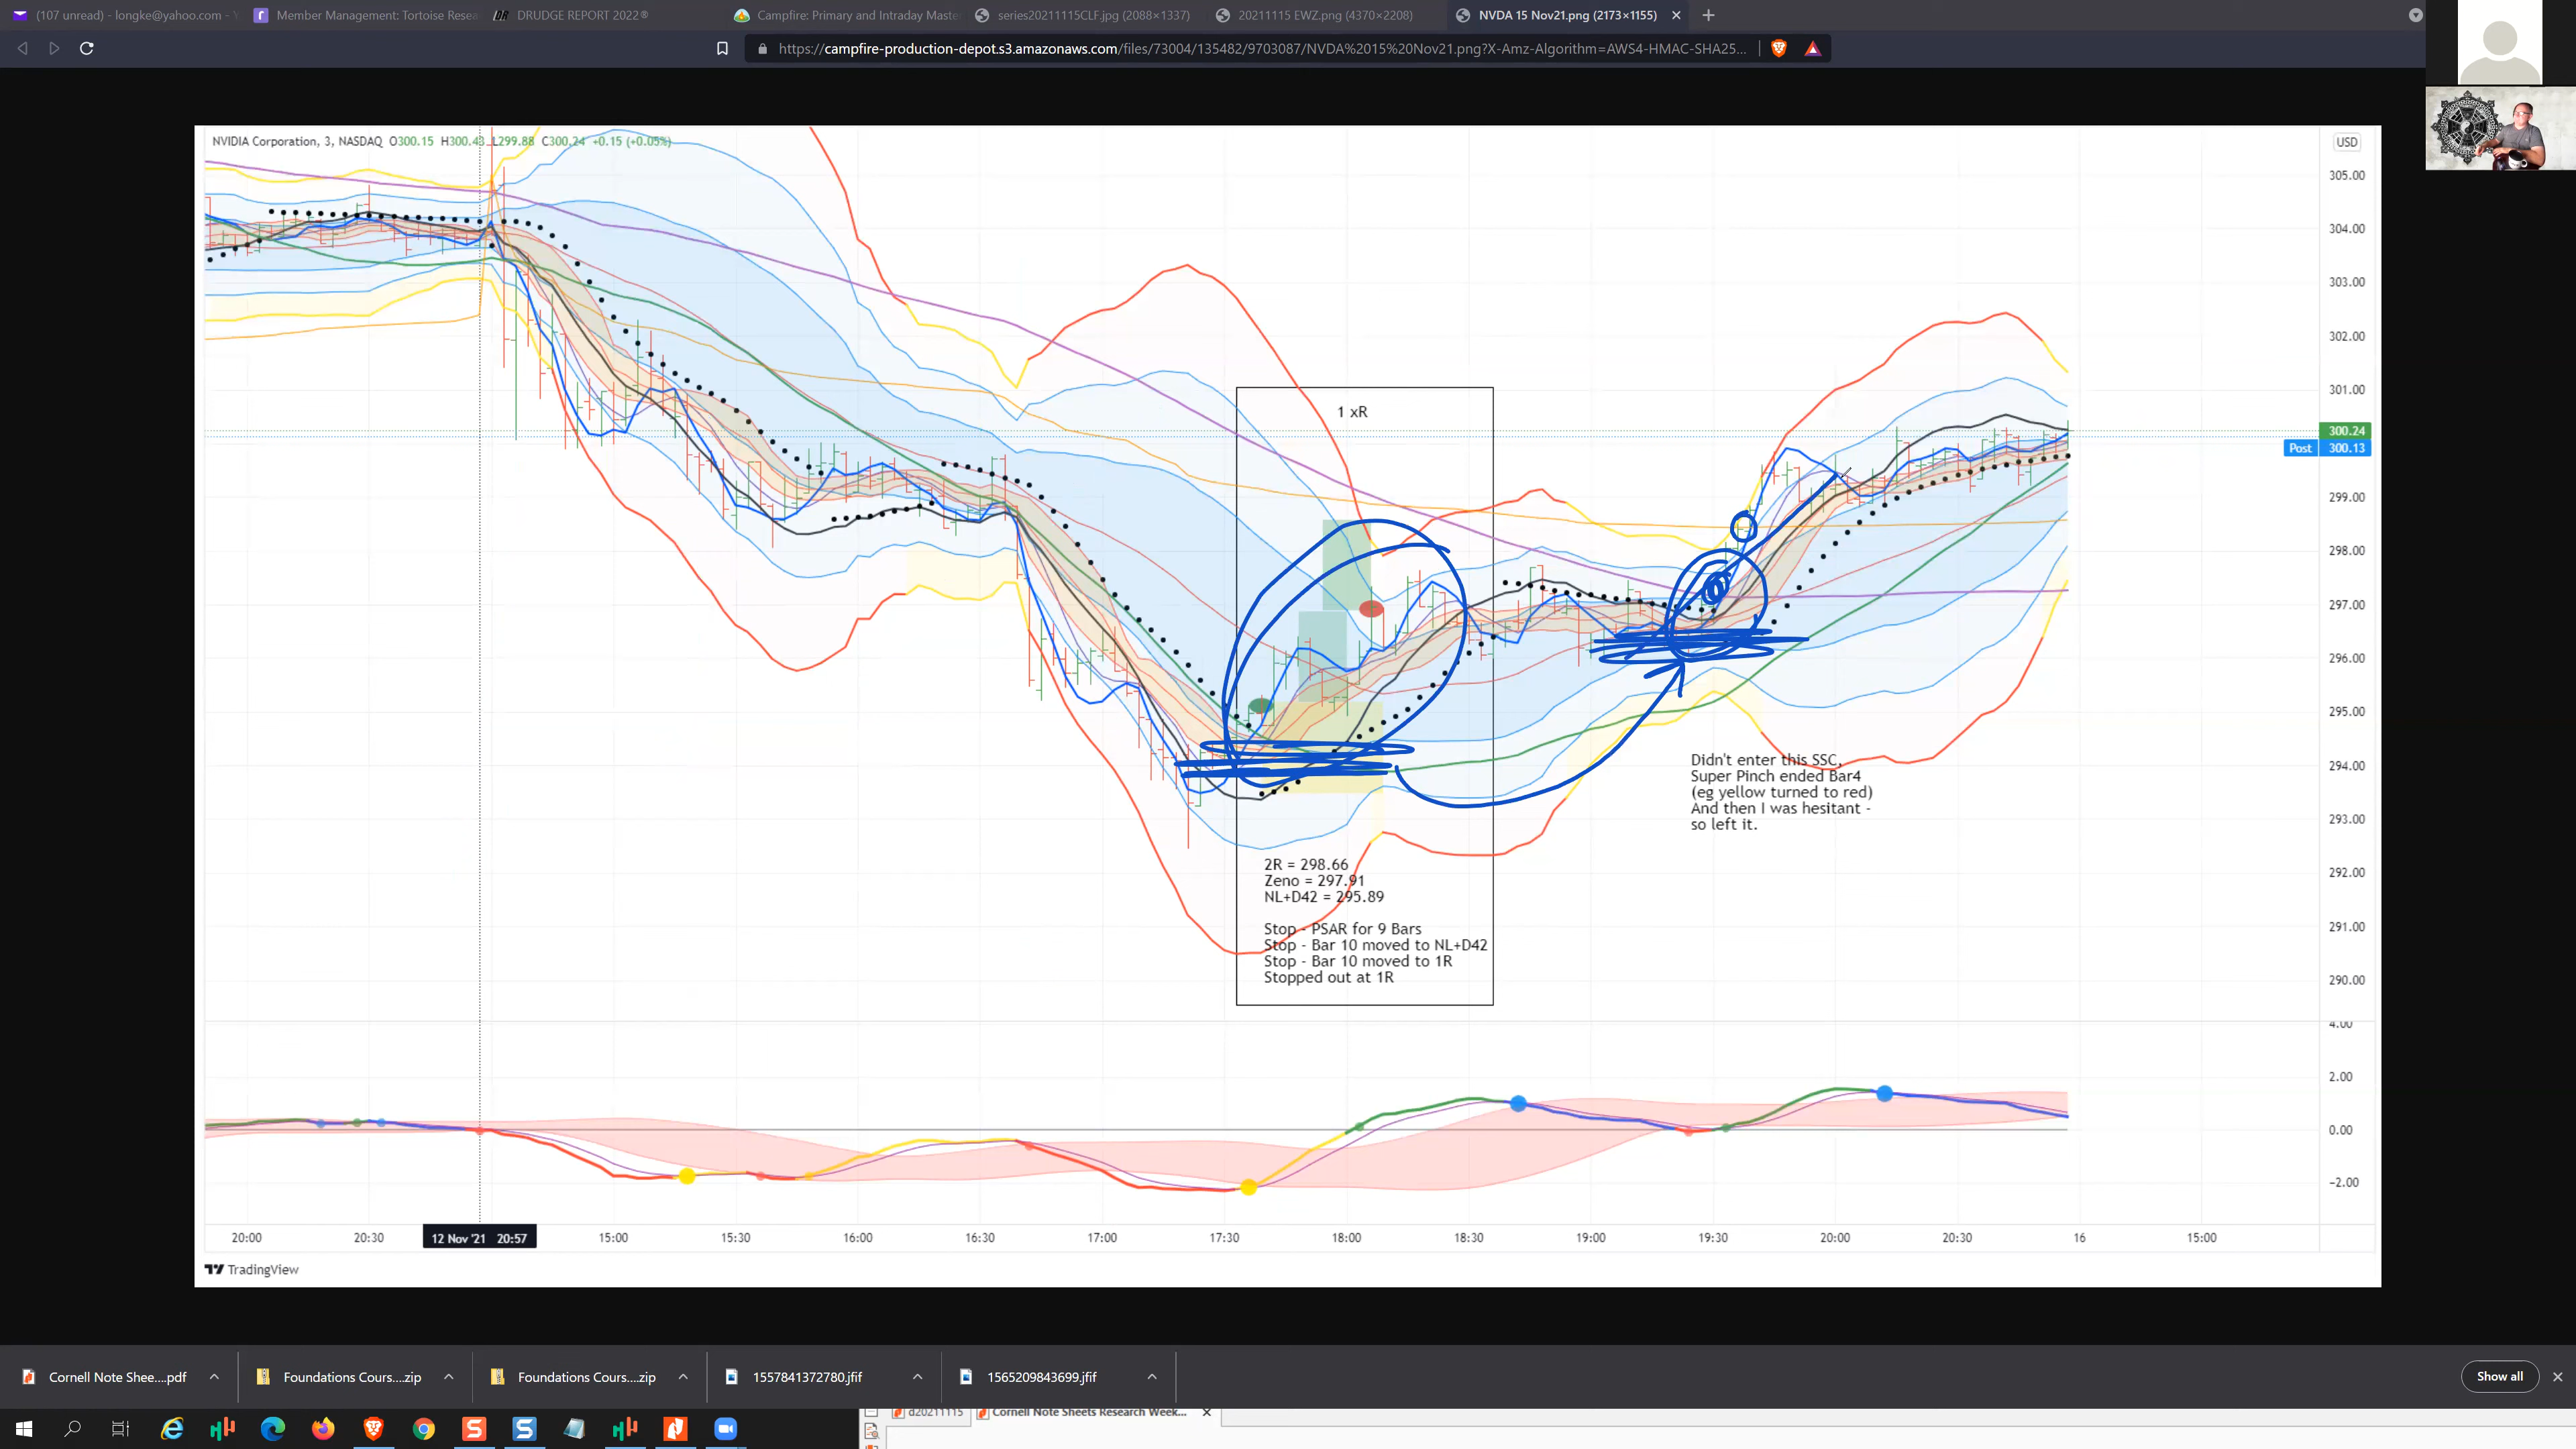 (107 unread) - longke@yahoo.com - Y
Member Management: Tortoise Resea
DRUDGE REPORT 2022®
Campfire: Primary and Intraday Maste
series20211115CLF.jpg (2088×1337)
20211115 EWZ.png (4370×2208)
NVDA 15 Nov21.png (2173×1155)
https://campfire-production-depot.s3.amazonaws.com/files/73004/135482/9703087/NVDA%2015%20Nov21.png?X-Amz-Algorithm=AWS4-HMAC-SHA25...
NVIDIA Corporation, 3, NASDAQ O300.15 H300.43 L299.88 C300.24 +0.15 (+0.05%)
USD
305.00
304.00
303.00
302.00
301.00
300.24
Post 300.13
299.00
298.00
297.00
296.00
295.00
294.00
293.00
292.00
291.00
290.00
1 xR
Didn't enter this SSC,
Super Pinch ended Bar4
(eg yellow turned to red)
And then I was hesitant -
so left it.
2R = 298.66
Zeno = 297.91
NL+D42 = 295.89
Stop - PSAR for 9 Bars
Stop - Bar 10 moved to NL+D42
Stop - Bar 10 moved to 1R
Stopped out at 1R
4.00
2.00
0.00
−2.00
20:00 20:30 12 Nov '21 20:57 15:00 15:30 16:00 16:30 17:00 17:30 18:00 18:30 19:00 19:30 20:00 20:30 16 15:00
TradingView
Cornell Note Shee....pdf
Foundations Cours....zip
Foundations Cours....zip
1557841372780.jfif
1565209843699.jfif
Show all
d20211115
Cornell Note Sheets Research Week...